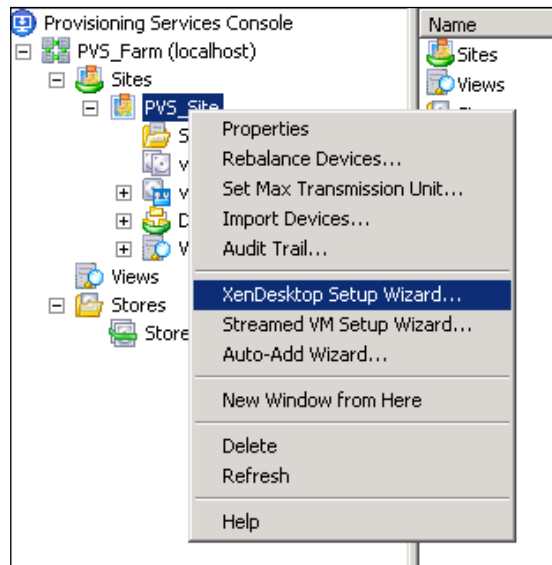 Provisioning Services Console
Name
PVS_Farm (localhost)
Sites
Sites
Views
PVS_Site
Properties
Rebalance Devices...
Set Max Transmission Unit...
Import Devices...
Audit Trail...
Views
XenDesktop Setup Wizard...
Stores
Streamed VM Setup Wizard...
Store
Auto-Add Wizard...
New Window from Here
Delete
Refresh
Help